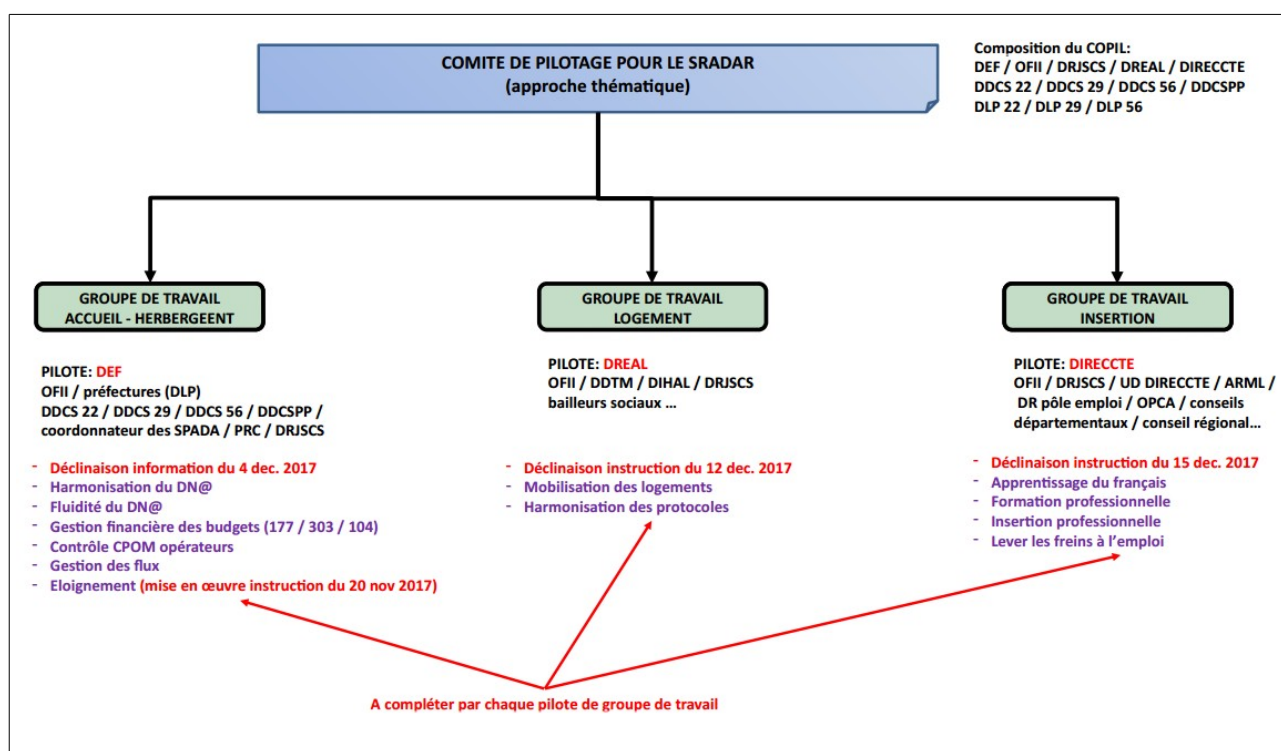 COMITE DE PILOTAGE POUR LE SRADAR
(approche thématique)
Composition du COPIL:
DEF / OFII / DRJSCS / DREAL / DIRECCTE
DDCS 22 / DDCS 29 / DDCS 56 / DDCSPP
DLP 22 / DLP 29 / DLP 56
GROUPE DE TRAVAIL
ACCUEIL - HERBERGEENT
PILOTE: DEF
OFII / préfectures (DLP)
DDCS 22 / DDCS 29 / DDCS 56 / DDCSPP /
coordonnateur des SPADA / PRC / DRJSCS
- Déclinaison information du 4 dec. 2017
- Harmonisation du DN@
- Fluidité du DN@
- Gestion financière des budgets (177 / 303 / 104)
- Contrôle CPOM opérateurs
- Gestion des flux
- Eloignement (mise en œuvre instruction du 20 nov 2017)
GROUPE DE TRAVAIL
LOGEMENT
PILOTE: DREAL
OFII / DDTM / DIHAL / DRJSCS
bailleurs sociaux ...
- Déclinaison instruction du 12 dec. 2017
- Mobilisation des logements
- Harmonisation des protocoles
GROUPE DE TRAVAIL
INSERTION
PILOTE: DIRECCTE
OFII / DRJSCS / UD DIRECCTE / ARML /
DR pôle emploi / OPCA / conseils
départementaux / conseil régional...
- Déclinaison instruction du 15 dec. 2017
- Apprentissage du français
- Formation professionnelle
- Insertion professionnelle
- Lever les freins à l'emploi
A compléter par chaque pilote de groupe de travail